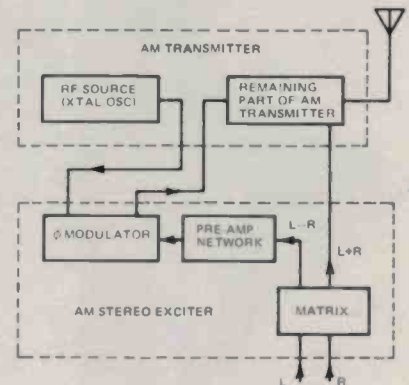 AM TRANSMITTER
RF SOURCE
(XTAL OSC)
REMAINING
PART OF AM
TRANSMITTER
ϕ MODULATOR
PRE-AMP
NETWORK
L-R
L+R
AM STEREO EXCITER
MATRIX
L
R